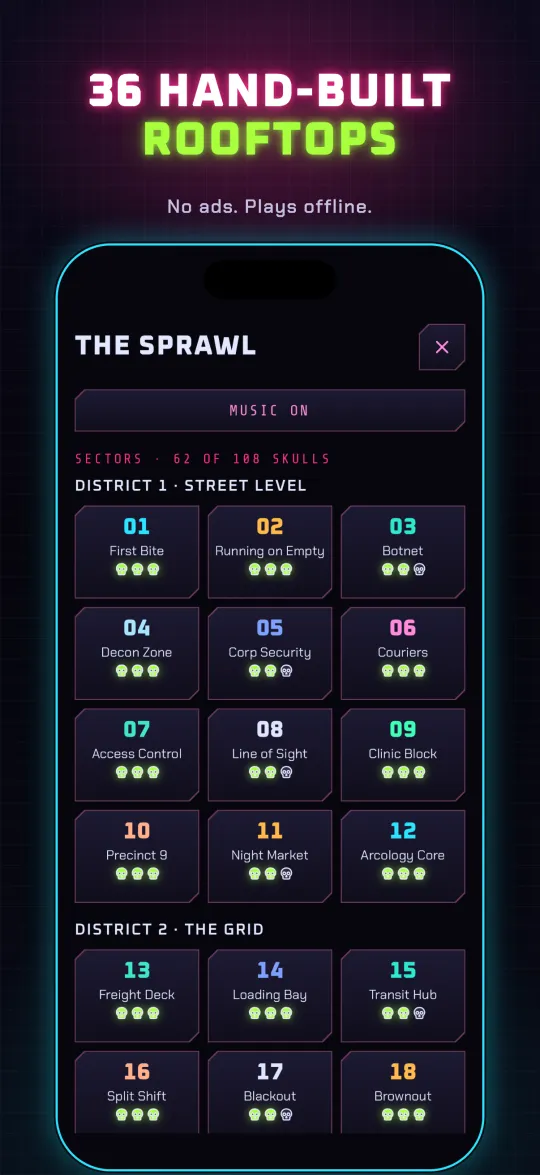 36 HAND-BUILT
ROOFTOPS
No ads. Plays offline.
THE SPRAWL
MUSIC ON
SECTORS · 62 OF 108 SKULLS
DISTRICT 1 · STREET LEVEL
01 02 03
First Bite Running on Empty Botnet
04 05 06
Decon Zone Corp Security Couriers
07 08 09
Access Control Line of Sight Clinic Block
10 11 12
Precinct 9 Night Market Arcology Core
DISTRICT 2 · THE GRID
13 14 15
Freight Deck Loading Bay Transit Hub
16 17 18
Split Shift Blackout Brownout